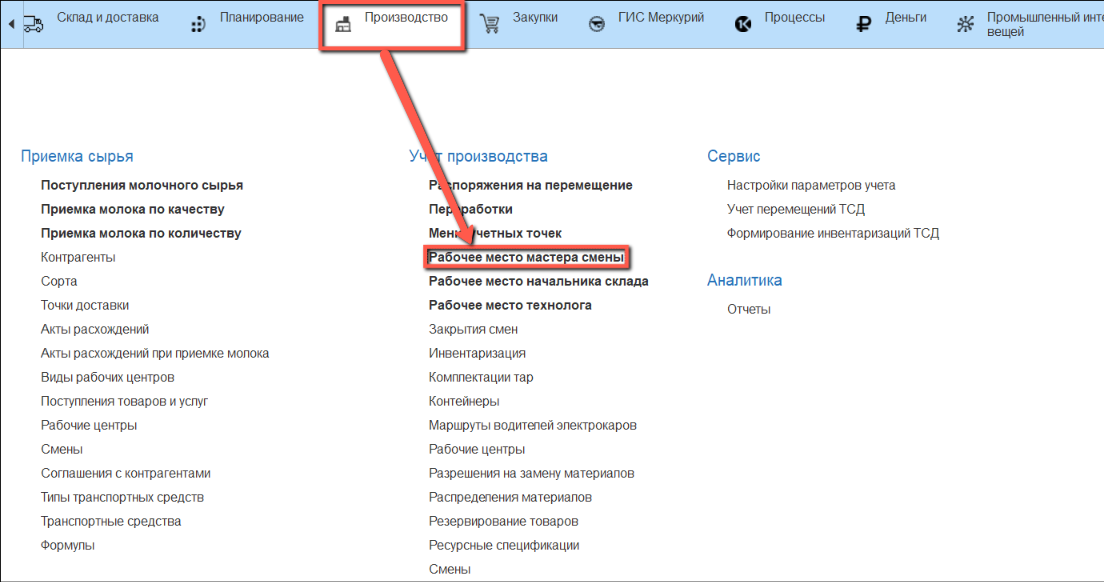 Склад и доставка
Планирование
Производство
Закупки
ГИС Меркурий
Процессы
Деньги
Промышленный инте
вещей
Приемка сырья
Поступления молочного сырья
Приемка молока по качеству
Приемка молока по количеству
Контрагенты
Сорта
Точки доставки
Акты расхождений
Акты расхождений при приемке молока
Виды рабочих центров
Поступления товаров и услуг
Рабочие центры
Смены
Соглашения с контрагентами
Типы транспортных средств
Транспортные средства
Формулы
Учет производства
Распоряжения на перемещение
Переработки
Меню учетных точек
Рабочее место мастера смены
Рабочее место начальника склада
Рабочее место технолога
Закрытия смен
Инвентаризация
Комплектации тар
Контейнеры
Маршруты водителей электрокаров
Рабочие центры
Разрешения на замену материалов
Распределения материалов
Резервирование товаров
Ресурсные спецификации
Смены
Сервис
Настройки параметров учета
Учет перемещений ТСД
Формирование инвентаризаций ТСД
Аналитика
Отчеты